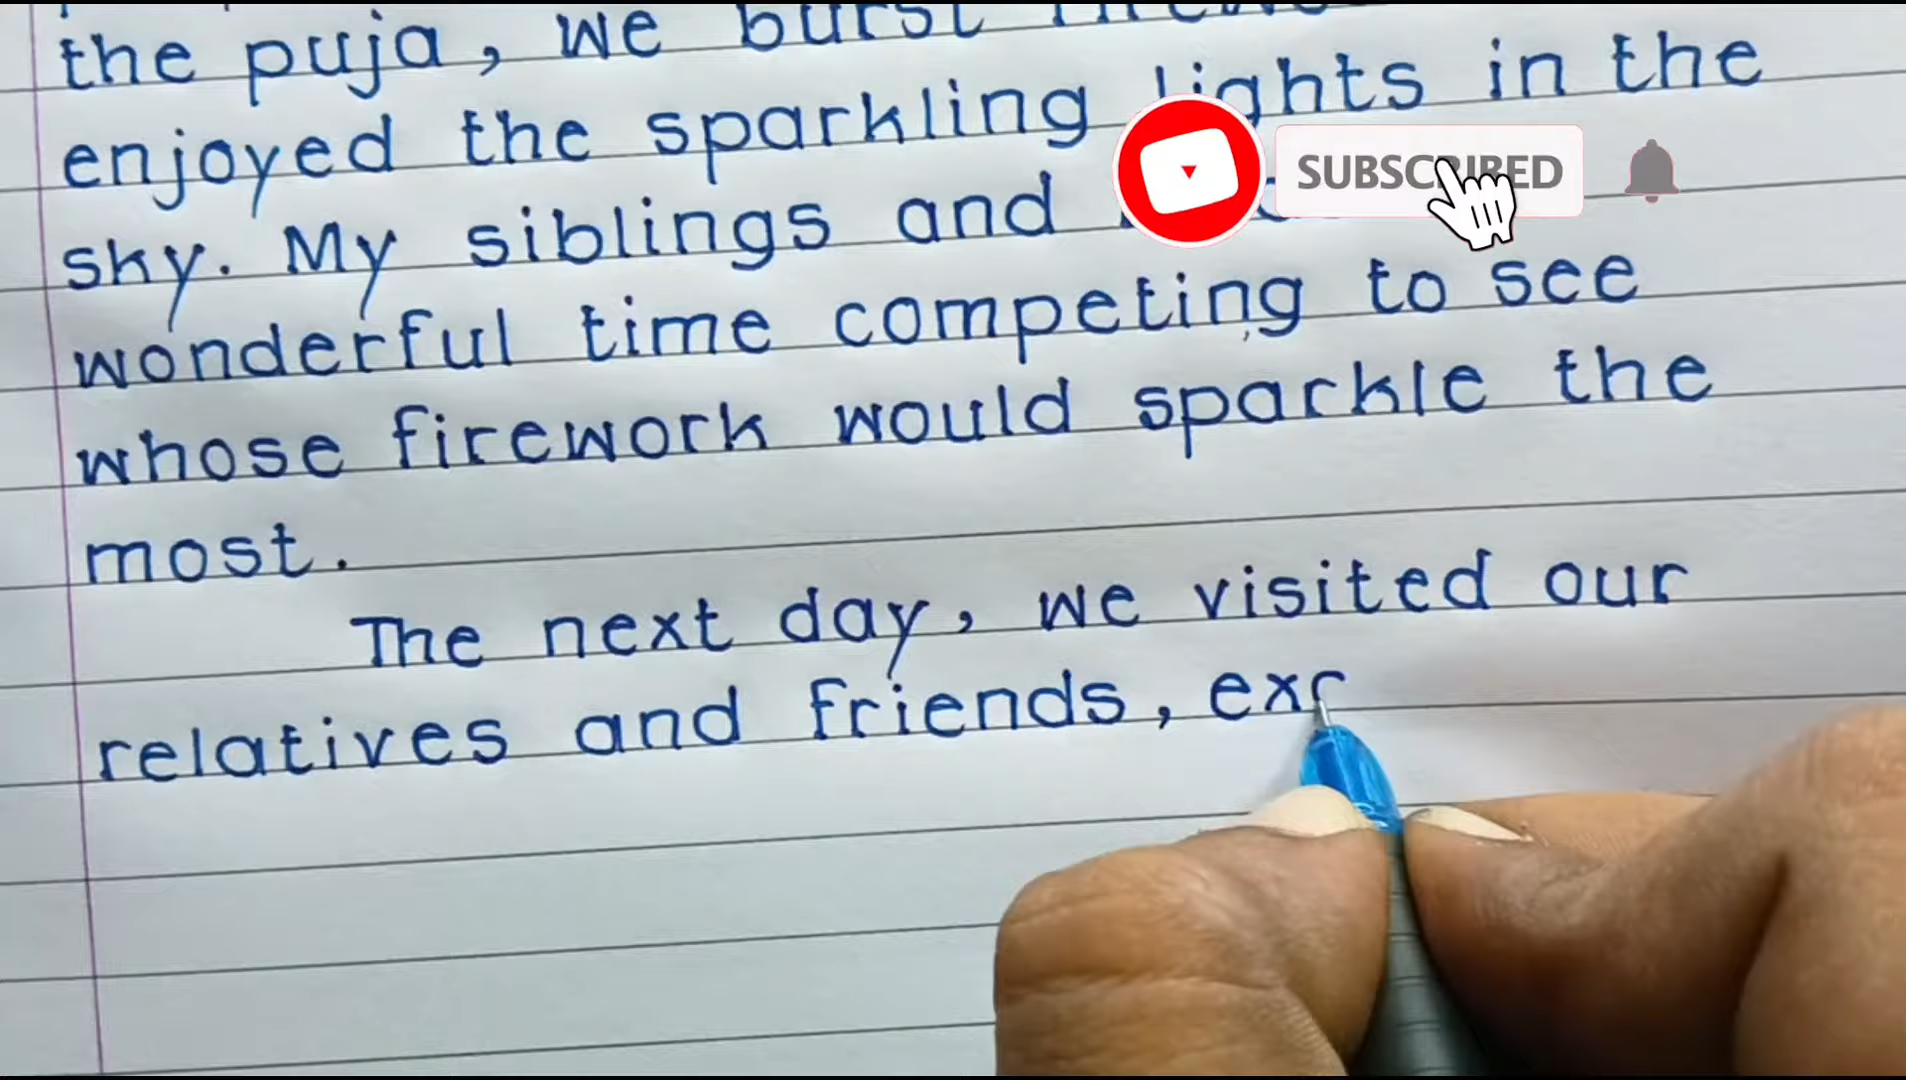 the puja, we burst
enjoyed the sparkling lights in the
SUBSCRIBED
sky. My siblings and
wonderful time competing to see
whose firework would sparkle the
most.
The next day, we visited our
relatives and friends,